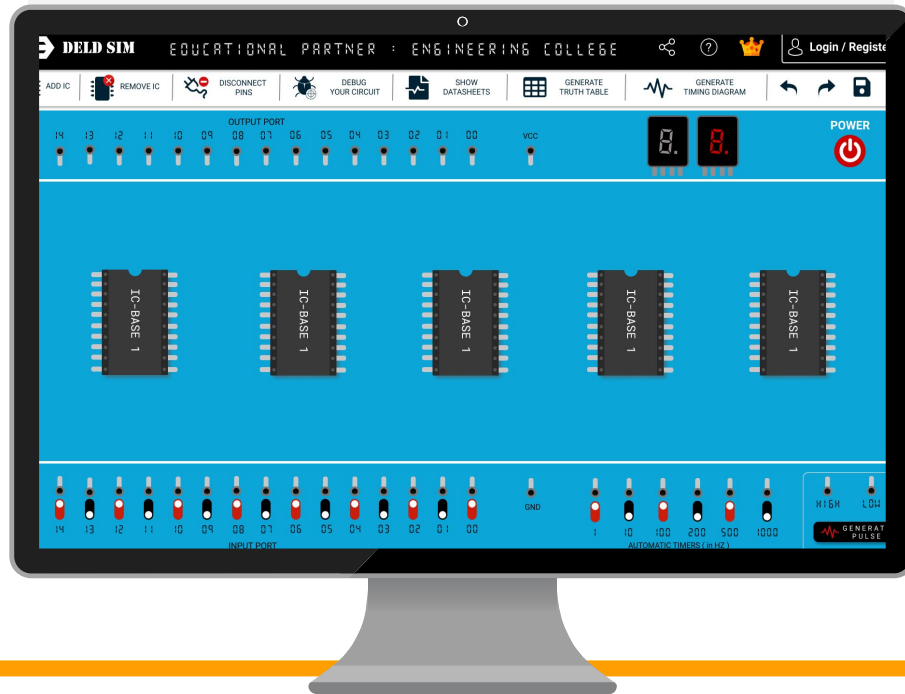 DELD SIM
EDUCATIONAL PARTNER : ENGINEERING COLLEGE
Login / Registe
ADD IC
REMOVE IC
DISCONNECT
PINS
DEBUG
YOUR CIRCUIT
SHOW
DATASHEETS
GENERATE
TRUTH TABLE
GENERATE
TIMING DIAGRAM
OUTPUT PORT
14 13 12 11 10 09 08 07 06 05 04 03 02 01 00
VCC
8. 8.
POWER
IC-BASE 1
IC-BASE 1
IC-BASE 1
IC-BASE 1
IC-BASE 1
14 13 12 11 10 09 08 07 06 05 04 03 02 01 00
INPUT PORT
GND
1 10 100 200 500 1000
AUTOMATIC TIMERS ( in HZ )
HIGH LOW
GENERAT
PULSE